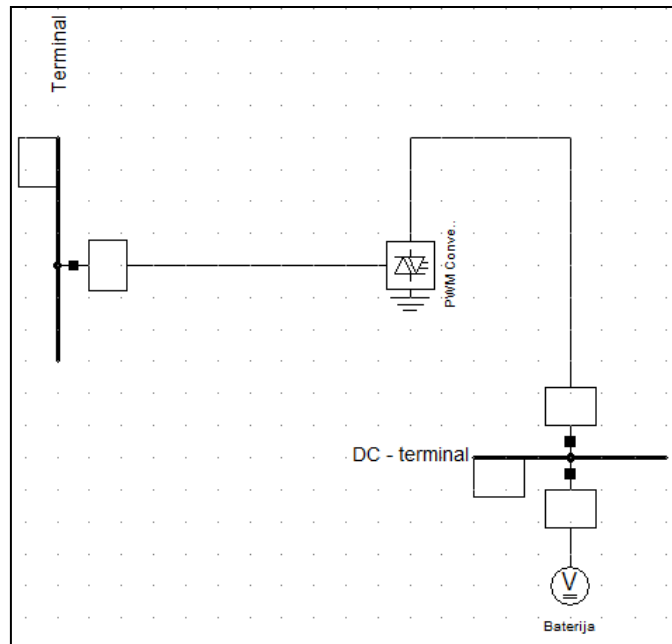 Terminal
PWM Conve..
DC - terminal
V
Baterija